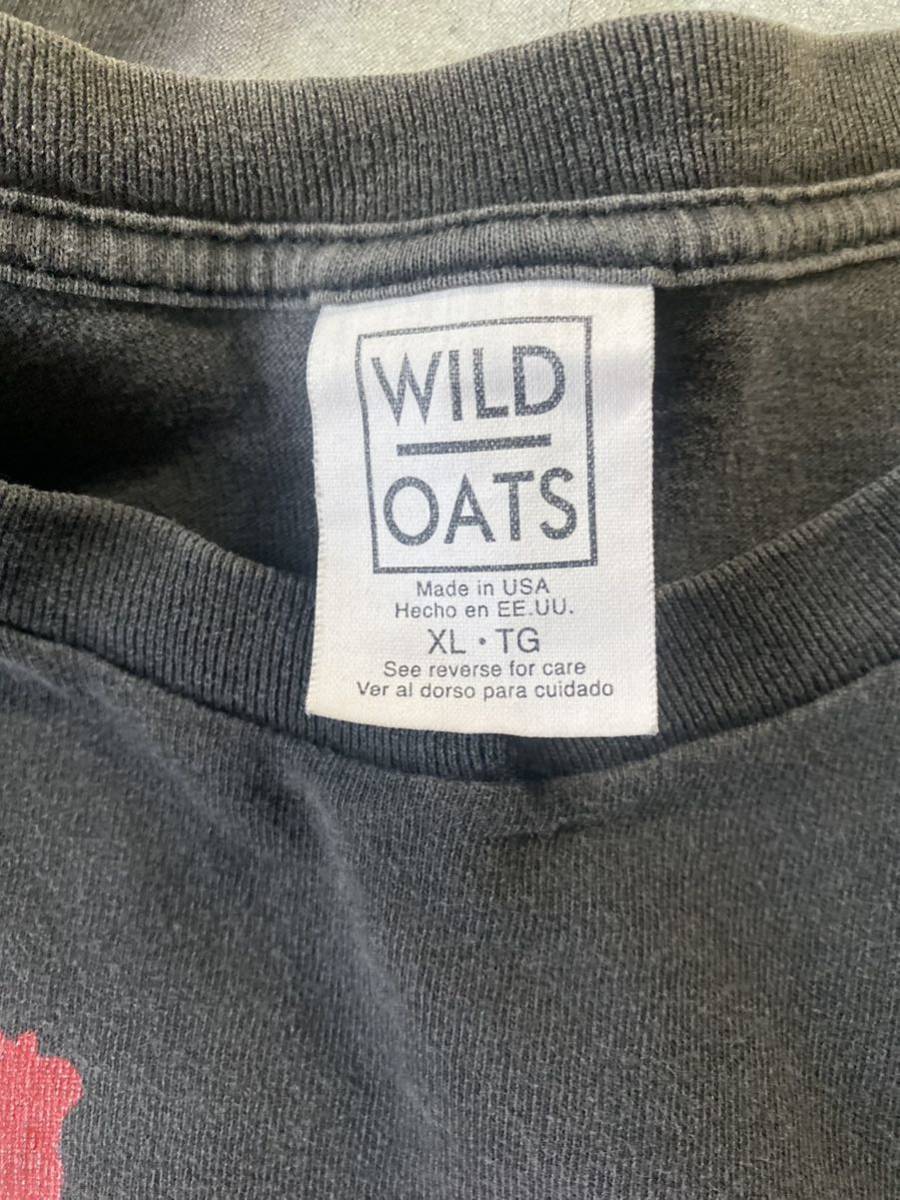 WILD
OATS
Made in USA
Hecho en EE.UU.
XL • TG
See reverse for care
Ver al dorso para cuidado